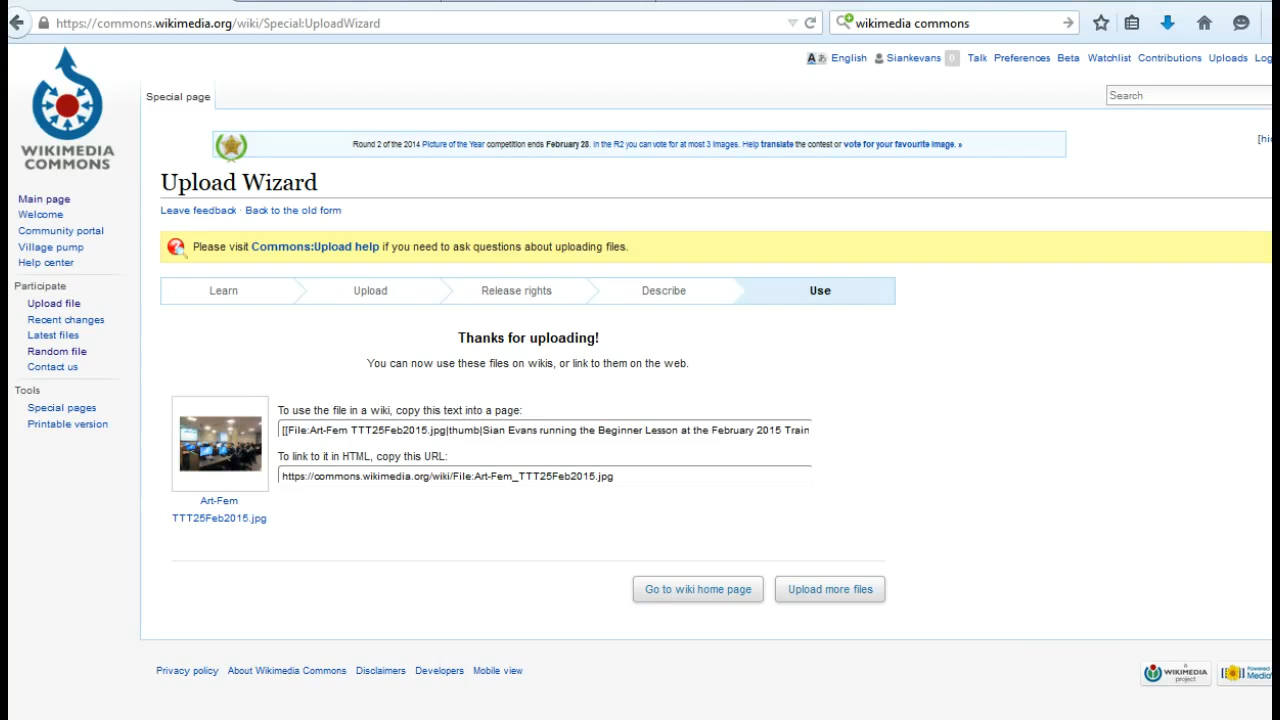 https://commons.wikimedia.org/wiki/Special:UploadWizard
wikimedia commons
English Siankevans 0 Talk Preferences Beta Watchlist Contributions Uploads Log
Special page
Search
WIKIMEDIA
COMMONS
Round 2 of the 2014 Picture of the Year competition ends February 28. In the R2 you can vote for at most 3 images. Help translate the contest or vote for your favourite image. »
[hi
Upload Wizard
Leave feedback · Back to the old form
Please visit Commons:Upload help if you need to ask questions about uploading files.
Main page
Welcome
Community portal
Village pump
Help center
Participate
Upload file
Recent changes
Latest files
Random file
Contact us
Tools
Special pages
Printable version
Learn Upload Release rights Describe Use
Thanks for uploading!
You can now use these files on wikis, or link to them on the web.
To use the file in a wiki, copy this text into a page:
[[File:Art-Fem TTT25Feb2015.jpg|thumb|Sian Evans running the Beginner Lesson at the February 2015 Train
To link to it in HTML, copy this URL:
https://commons.wikimedia.org/wiki/File:Art-Fem_TTT25Feb2015.jpg
Art-Fem
TTT25Feb2015.jpg
Go to wiki home page Upload more files
Privacy policy About Wikimedia Commons Disclaimers Developers Mobile view
A
WIKIMEDIA
project
Powered
Media